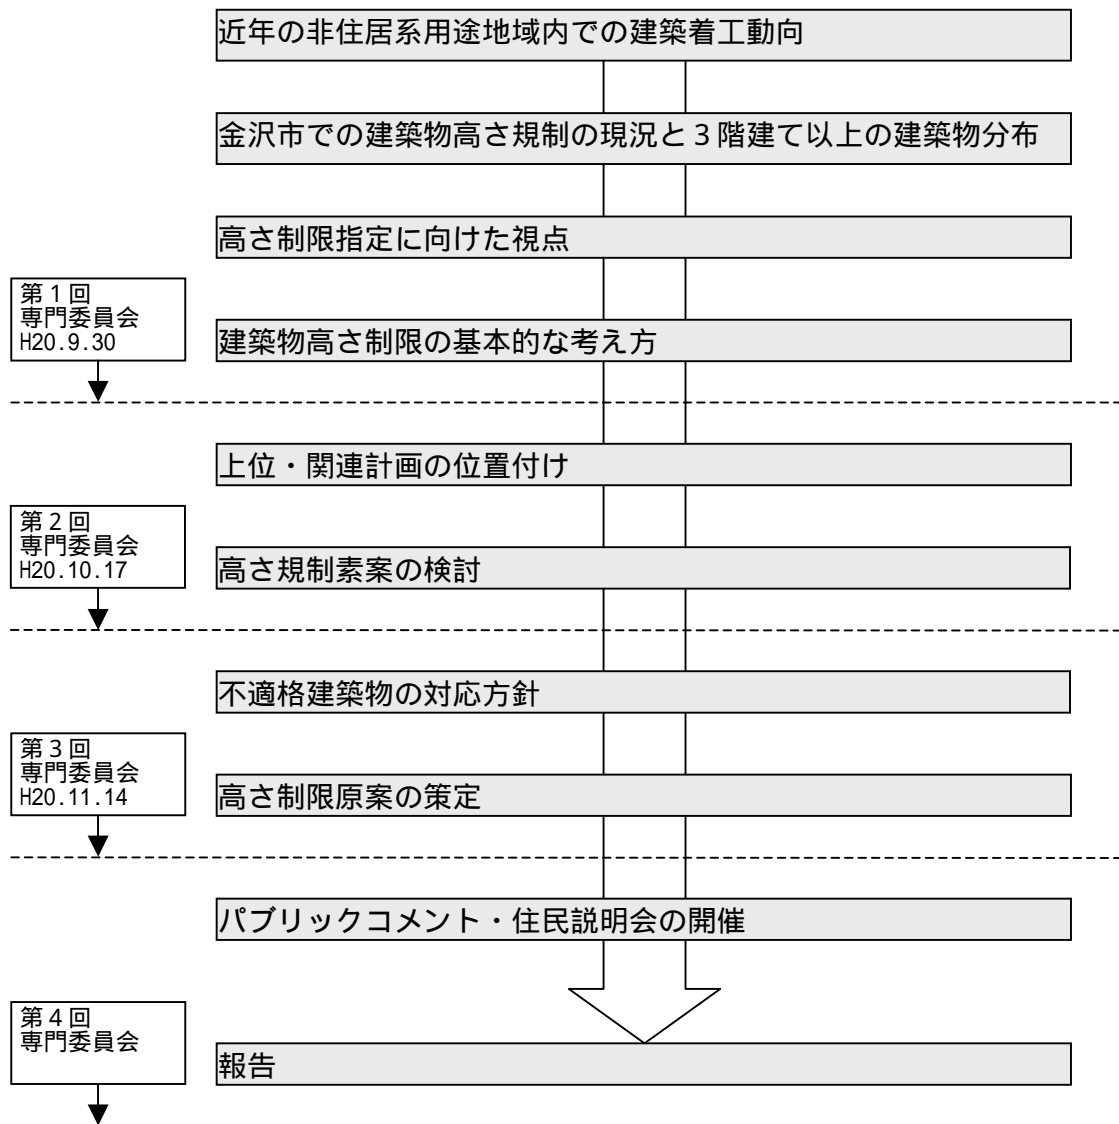 近年の非住居系用途地域内での建築着工動向
金沢市での建築物高さ規制の現況と３階建て以上の建築物分布
高さ制限指定に向けた視点
第１回
専門委員会
H20.9.30
建築物高さ制限の基本的な考え方
上位・関連計画の位置付け
第２回
専門委員会
H20.10.17
高さ規制素案の検討
不適格建築物の対応方針
第３回
専門委員会
H20.11.14
高さ制限原案の策定
パブリックコメント・住民説明会の開催
第４回
専門委員会
報告